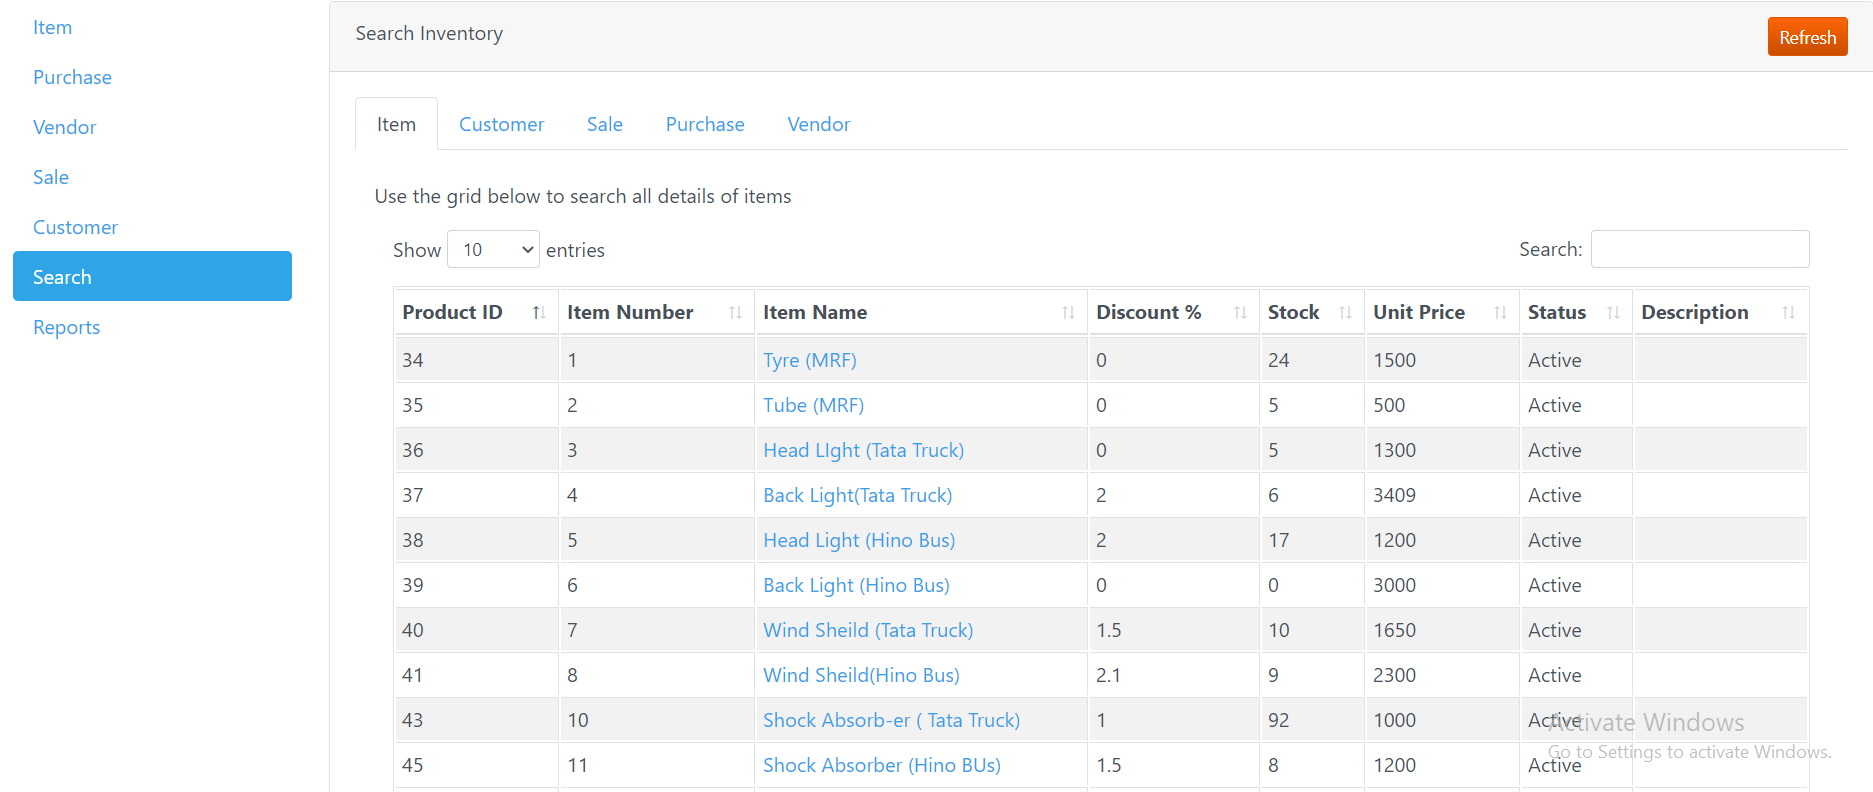 Item
Purchase
Vendor
Sale
Customer
Search
Reports
Search Inventory
Refresh
Item Customer Sale Purchase Vendor
Use the grid below to search all details of items
Show 10 entries
Search:
Product ID Item Number Item Name Discount % Stock Unit Price Status Description
34 1 Tyre (MRF) 0 24 1500 Active
35 2 Tube (MRF) 0 5 500 Active
36 3 Head LIght (Tata Truck) 0 5 1300 Active
37 4 Back Light(Tata Truck) 2 6 3409 Active
38 5 Head Light (Hino Bus) 2 17 1200 Active
39 6 Back Light (Hino Bus) 0 0 3000 Active
40 7 Wind Sheild (Tata Truck) 1.5 10 1650 Active
41 8 Wind Sheild(Hino Bus) 2.1 9 2300 Active
43 10 Shock Absorb-er ( Tata Truck) 1 92 1000 Active
45 11 Shock Absorber (Hino BUs) 1.5 8 1200 Active
Activate Windows
Go to Settings to activate Windows.